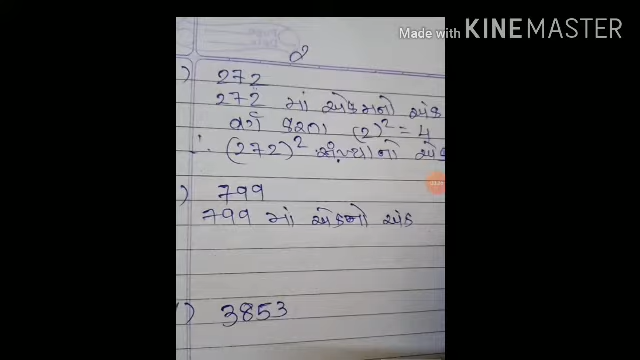 Made with KINEMASTER
) 272
272 માં એકમનો અંક
વર્ગ કરતા (2)² = 4
∴ (272)² સંખ્યાનો એક
) 799
799 માં એકમનો અંક
) 3853